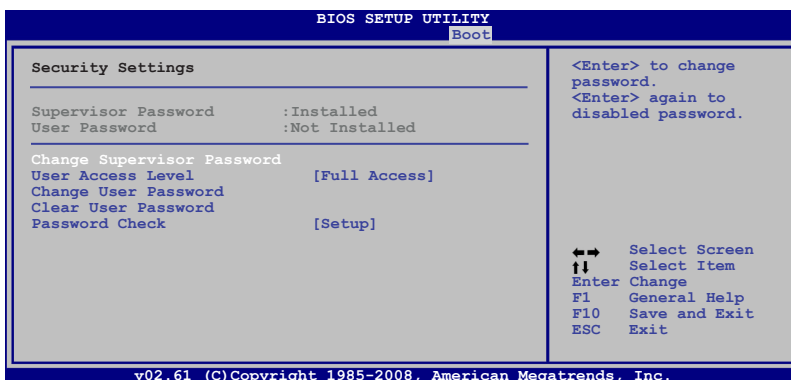 BIOS SETUP UTILITY
Boot
Security Settings
Supervisor Password :Installed
User Password :Not Installed
Change Supervisor Password
User Access Level [Full Access]
Change User Password
Clear User Password
Password Check [Setup]
<Enter> to change
password.
<Enter> again to
disabled password.
←→ Select Screen
↑↓ Select Item
Enter Change
F1 General Help
F10 Save and Exit
ESC Exit
v02.61 (C)Copyright 1985-2008, American Megatrends, Inc.